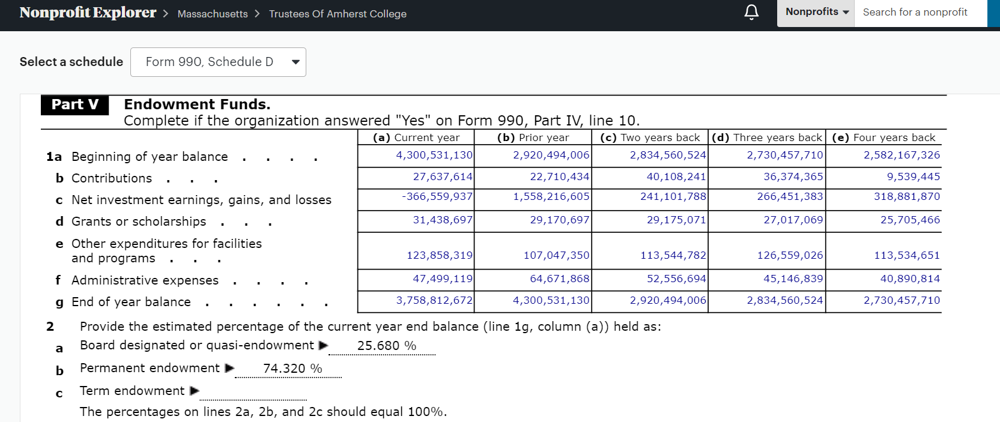 Nonprofit Explorer > Massachusetts > Trustees Of Amherst College Nonprofits Search for a nonprofit
Select a schedule Form 990, Schedule D
Part V Endowment Funds.
Complete if the organization answered "Yes" on Form 990, Part IV, line 10.
(a) Current year (b) Prior year (c) Two years back (d) Three years back (e) Four years back
1a Beginning of year balance . . . . 4,300,531,130 2,920,494,006 2,834,560,524 2,730,457,710 2,582,167,326
b Contributions . . . 27,637,614 22,710,434 40,108,241 36,374,365 9,539,445
c Net investment earnings, gains, and losses -366,559,937 1,558,216,605 241,101,788 266,451,383 318,881,870
d Grants or scholarships . . . 31,438,697 29,170,697 29,175,071 27,017,069 25,705,466
e Other expenditures for facilities
and programs . . . 123,858,319 107,047,350 113,544,782 126,559,026 113,534,651
f Administrative expenses . . . . 47,499,119 64,671,868 52,556,694 45,146,839 40,890,814
g End of year balance . . . . . . 3,758,812,672 4,300,531,130 2,920,494,006 2,834,560,524 2,730,457,710
2 Provide the estimated percentage of the current year end balance (line 1g, column (a)) held as:
a Board designated or quasi-endowment ▶ 25.680 %
b Permanent endowment ▶ 74.320 %
c Term endowment ▶
The percentages on lines 2a, 2b, and 2c should equal 100%.